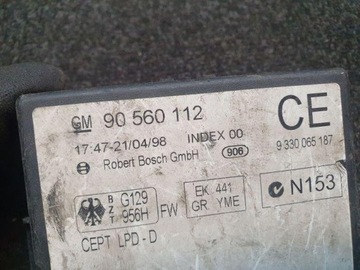 GM 90 560 112
CE
17:47-21/04/98 INDEX 00
9 330 065 187
Robert Bosch GmbH
906
B Z T
G129
956H
FW
EK 441
GR YME
N153
CEPT LPD - D